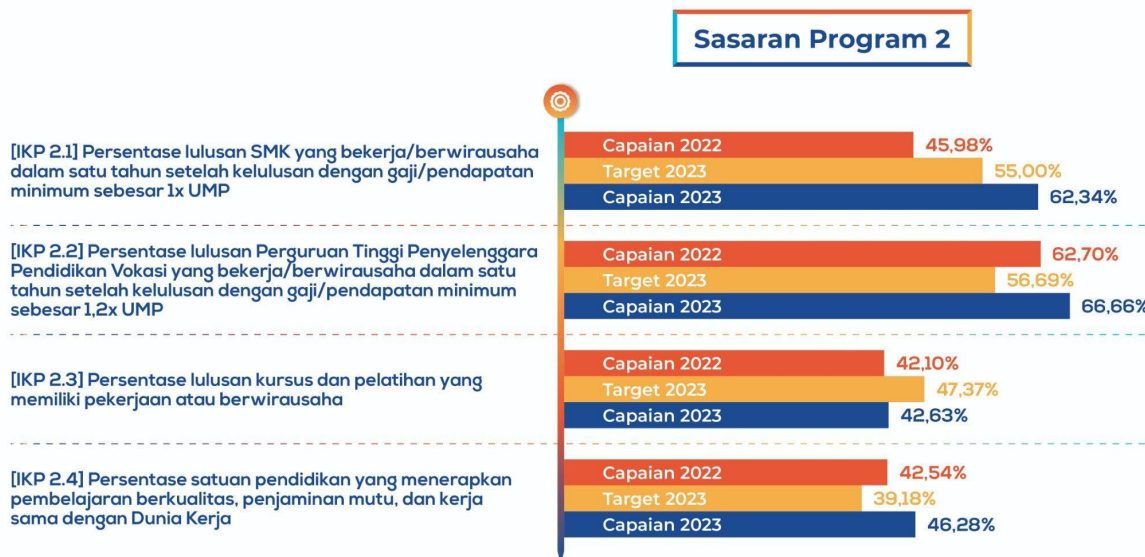 Sasaran Program 2
[IKP 2.1] Persentase lulusan SMK yang bekerja/berwirausaha
dalam satu tahun setelah kelulusan dengan gaji/pendapatan
minimum sebesar 1x UMP
Capaian 2022 45,98%
Target 2023 55,00%
Capaian 2023 62,34%
[IKP 2.2] Persentase lulusan Perguruan Tinggi Penyelenggara
Pendidikan Vokasi yang bekerja/berwirausaha dalam satu
tahun setelah kelulusan dengan gaji/pendapatan minimum
sebesar 1,2x UMP
Capaian 2022 62,70%
Target 2023 56,69%
Capaian 2023 66,66%
[IKP 2.3] Persentase lulusan kursus dan pelatihan yang
memiliki pekerjaan atau berwirausaha
Capaian 2022 42,10%
Target 2023 47,37%
Capaian 2023 42,63%
[IKP 2.4] Persentase satuan pendidikan yang menerapkan
pembelajaran berkualitas, penjaminan mutu, dan kerja
sama dengan Dunia Kerja
Capaian 2022 42,54%
Target 2023 39,18%
Capaian 2023 46,28%